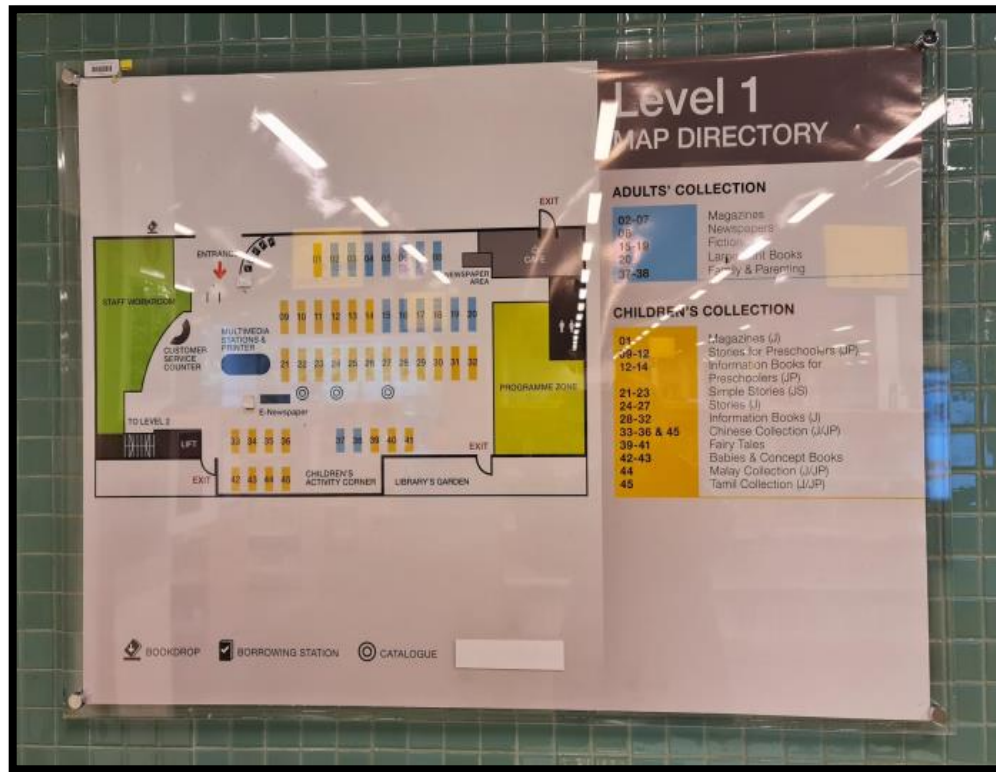 Level 1
MAP DIRECTORY
ADULTS' COLLECTION
02-07 Magazines
08 Newspapers
15-19 Fiction
20 Large Print Books
37-38 Family & Parenting
CHILDREN'S COLLECTION
01 Magazines (J)
09-12 Stories for Preschoolers (JP)
12-14 Information Books for
Preschoolers (JP)
21-23 Simple Stories (JS)
24-27 Stories (J)
28-32 Information Books (J)
33-36 & 45 Chinese Collection (J/JP)
39-41 Fairy Tales
42-43 Babies & Concept Books
44 Malay Collection (J/JP)
45 Tamil Collection (J/JP)
EXIT
ENTRANCE
01 02 03 04 05
CAFE
NEWSPAPER
AREA
STAFF WORKROOM
09 10 11 12 13 14 15 16 17 18 19 20
MULTIMEDIA
STATIONS &
PRINTER
CUSTOMER
SERVICE
COUNTER
21 22 23 24 25 26 27 28 29 30 31 32
PROGRAMME ZONE
E-Newspaper
TO LEVEL 2
LIFT
33 34 35 36 37 38 39 40 41
EXIT
EXIT
42 43 44
CHILDREN'S
ACTIVITY CORNER
LIBRARY'S GARDEN
BOOKDROP
BORROWING STATION
CATALOGUE